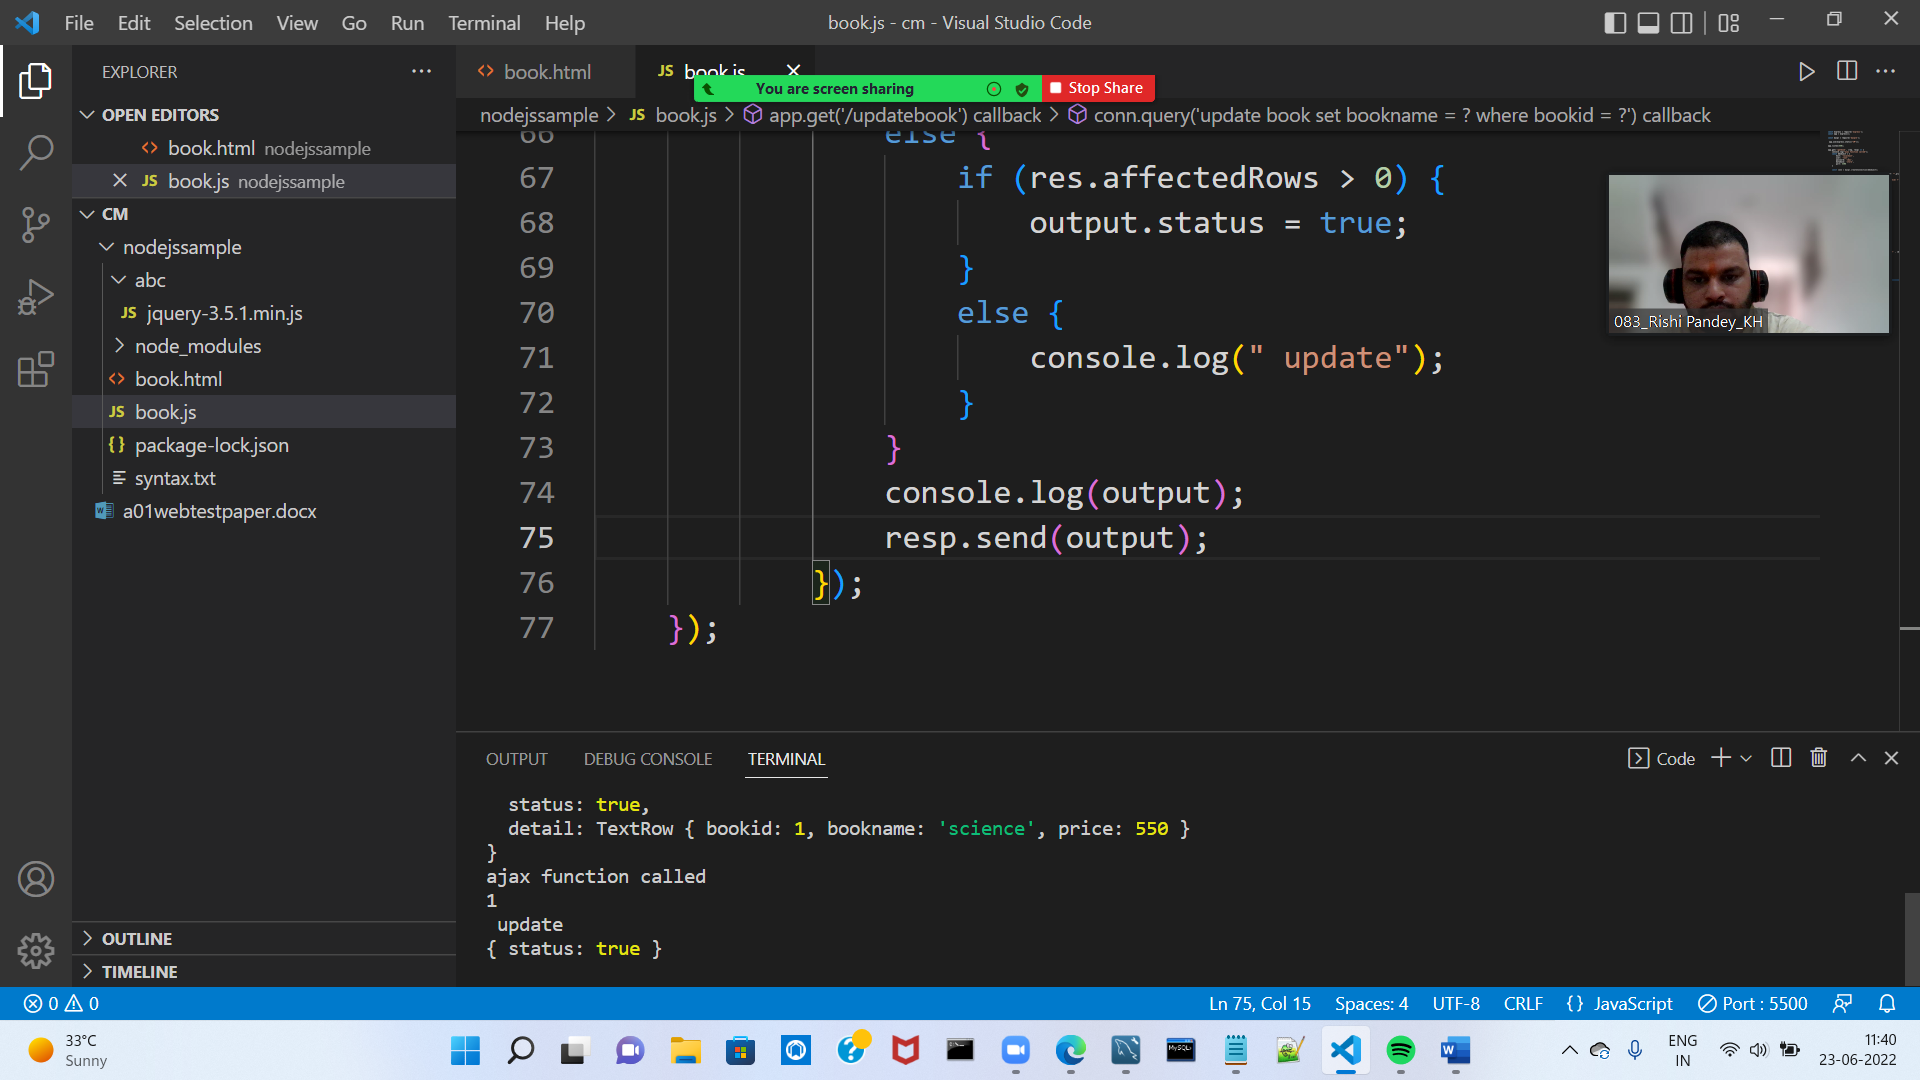 File Edit Selection View Go Run Terminal Help
book.js - cm - Visual Studio Code
EXPLORER
OPEN EDITORS
book.html nodejssample
JS book.js nodejssample
CM
nodejssample
abc
JS jquery-3.5.1.min.js
node_modules
book.html
JS book.js
package-lock.json
syntax.txt
a01webtestpaper.docx
OUTLINE
TIMELINE
book.html
JS book.js
You are screen sharing
Stop Share
nodejssample > JS book.js > app.get('/updatebook') callback > conn.query('update book set bookname = ? where bookid = ?') callback
66 else {
67 if (res.affectedRows > 0) {
68 output.status = true;
69 }
70 else {
71 console.log(" update");
72 }
73 }
74 console.log(output);
75 resp.send(output);
76 });
77 });
083_Rishi Pandey_KH
OUTPUT DEBUG CONSOLE TERMINAL
Code
status: true,
detail: TextRow { bookid: 1, bookname: 'science', price: 550 }
}
ajax function called
1
update
{ status: true }
0 0
Ln 75, Col 15 Spaces: 4 UTF-8 CRLF {} JavaScript Port : 5500
33°C
Sunny
ENG
IN
11:40
23-06-2022